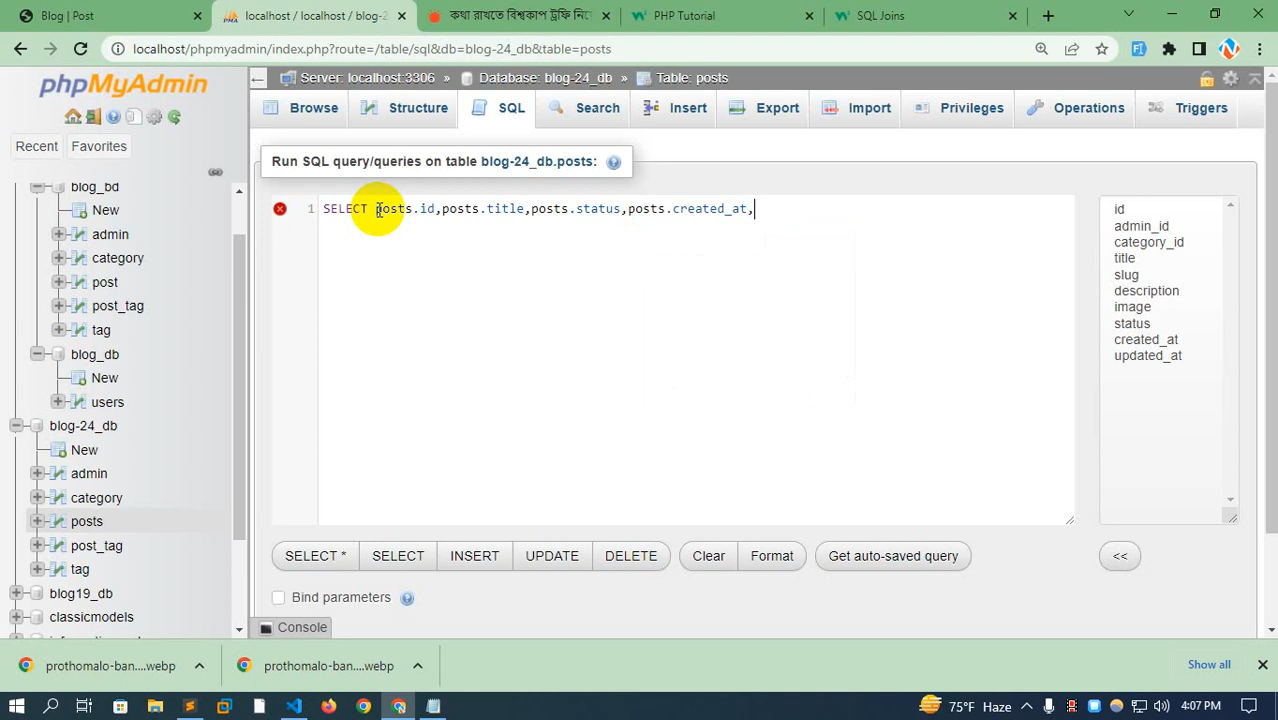 Blog | Post
localhost / localhost / blog-2
কথা রাখতে বিশ্বকাপ ট্রফি নিে
PHP Tutorial
SQL Joins
localhost/phpmyadmin/index.php?route=/table/sql&db=blog-24_db&table=posts
phpMyAdmin
Recent
Favorites
blog_bd
New
admin
category
post
post_tag
tag
blog_db
New
users
blog-24_db
New
admin
category
posts
post_tag
tag
blog19_db
classicmodels
Server: localhost:3306 » Database: blog-24_db » Table: posts
Browse
Structure
SQL
Search
Insert
Export
Import
Privileges
Operations
Triggers
Run SQL query/queries on table blog-24_db.posts:
1 SELECT posts.id,posts.title,posts.status,posts.created_at,
id
admin_id
category_id
title
slug
description
image
status
created_at
updated_at
SELECT *
SELECT
INSERT
UPDATE
DELETE
Clear
Format
Get auto-saved query
<<
Bind parameters
Console
prothomalo-ban....webp
prothomalo-ban....webp
Show all
75°F Haze
4:07 PM